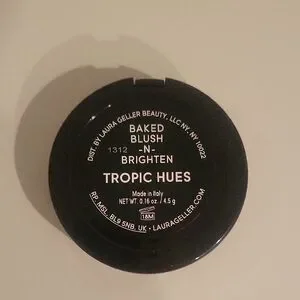 DIST. BY LAURA GELLER BEAUTY, LLC NY, NY 10022
BAKED
BLUSH
1312 -N-
BRIGHTEN
TROPIC HUES
Made in Italy
NET WT. 0.16 oz. / 4.5 g
18M
RP. MSL, BL9 5NB, UK • LAURAGELLER.COM